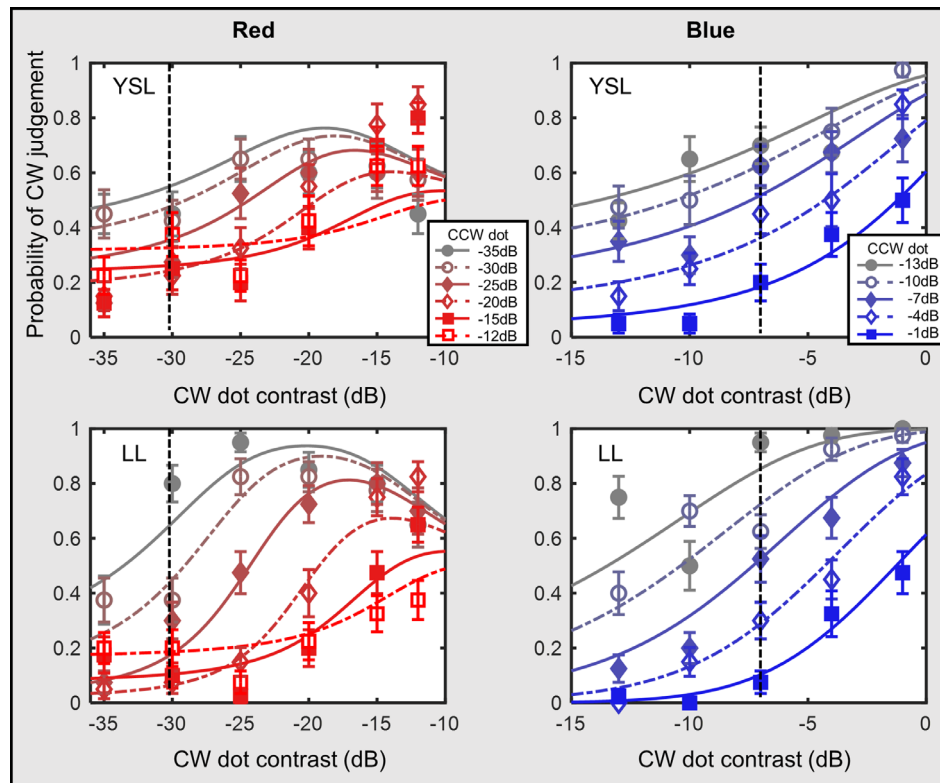 Red
Blue
Probability of CW judgement
YSL
1
0.8
0.6
0.4
0.2
0
-35 -30 -25 -20 -15 -10
CW dot contrast (dB)
CCW dot
-35dB
-30dB
-25dB
-20dB
-15dB
-12dB
YSL
1
0.8
0.6
0.4
0.2
0
-15 -10 -5 0
CW dot contrast (dB)
CCW dot
-13dB
-10dB
-7dB
-4dB
-1dB
LL
1
0.8
0.6
0.4
0.2
0
-35 -30 -25 -20 -15 -10
CW dot contrast (dB)
LL
1
0.8
0.6
0.4
0.2
0
-15 -10 -5 0
CW dot contrast (dB)